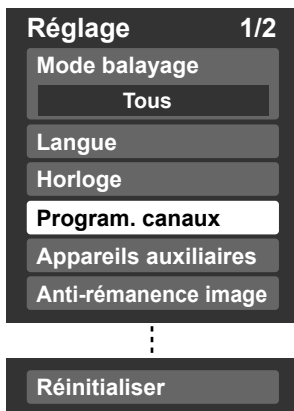 Réglage 1/2
Mode balayage
Tous
Langue
Horloge
Program. canaux
Appareils auxiliaires
Anti-rémanence image
Réinitialiser